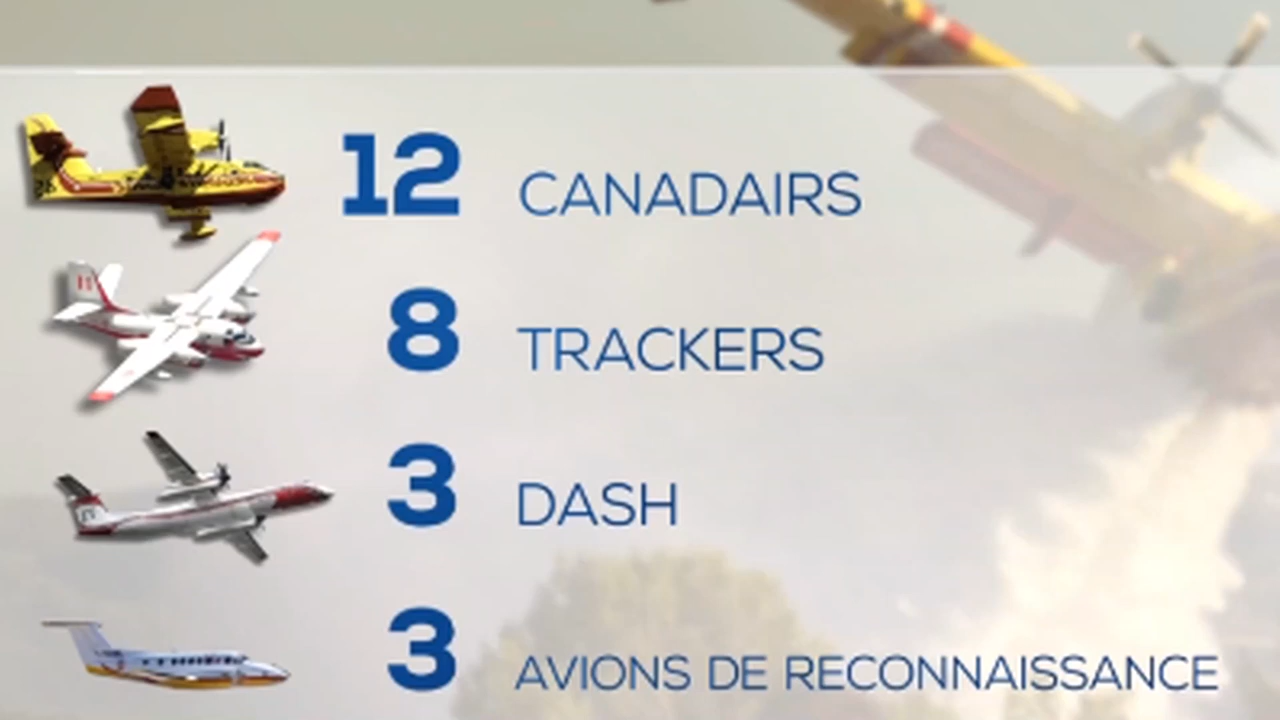 12 CANADAIRS
8 TRACKERS
3 DASH
3 AVIONS DE RECONNAISSANCE